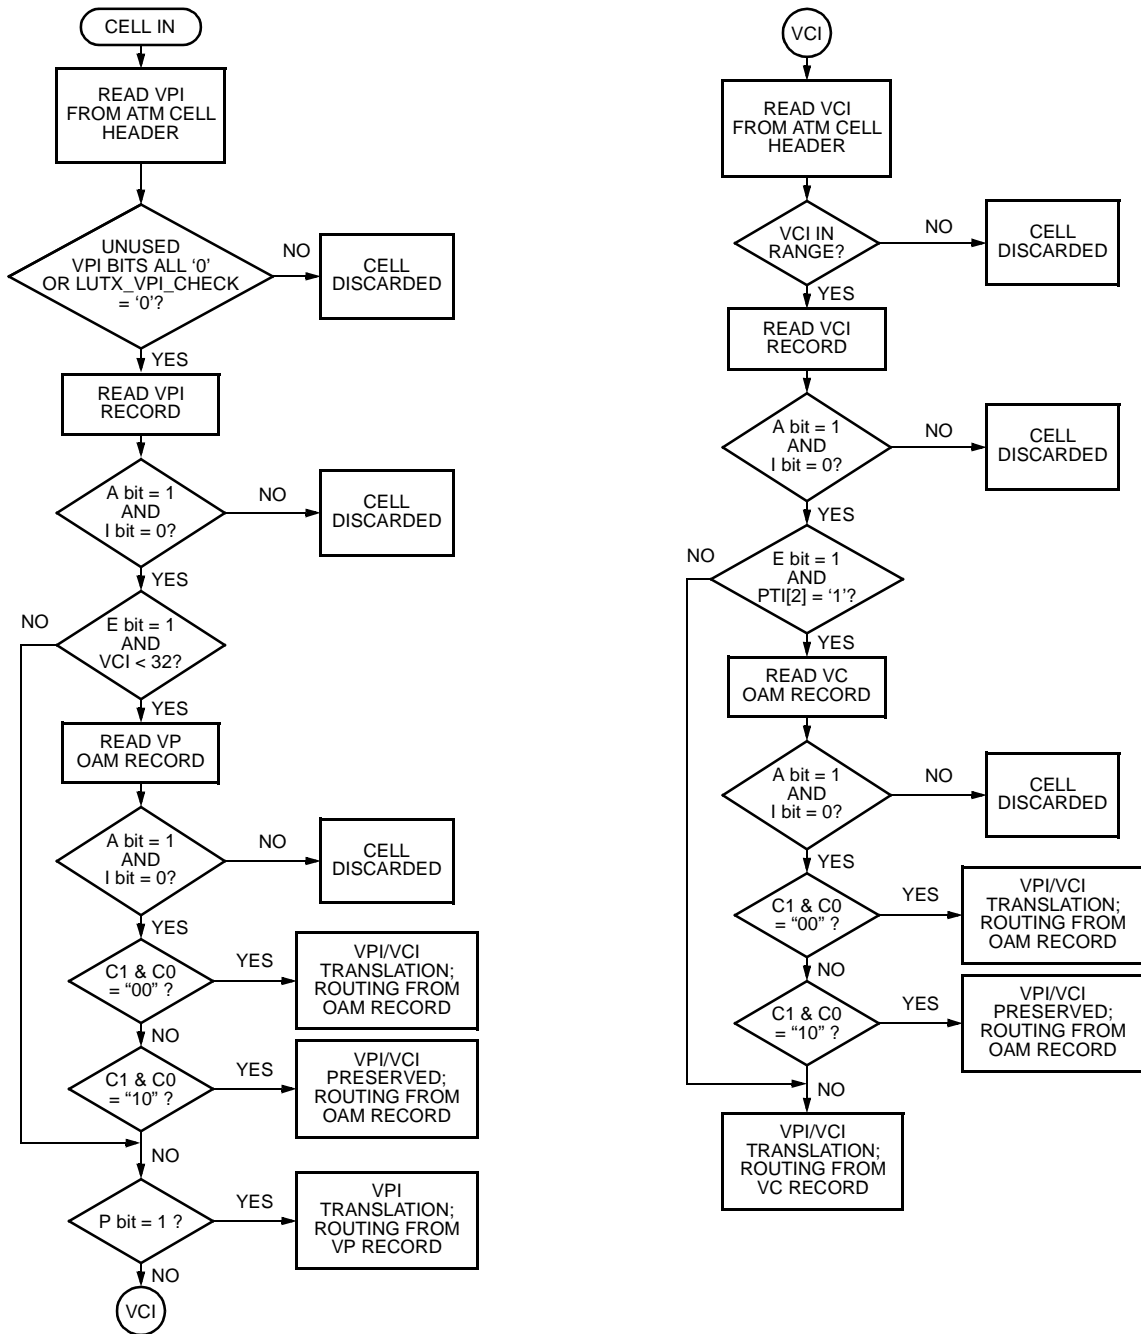 CELL IN
READ VPI
FROM ATM CELL
HEADER
UNUSED
VPI BITS ALL ‘0’
OR LUTX_VPI_CHECK
= ‘0’?
NO
CELL
DISCARDED
YES
READ VPI
RECORD
A bit = 1
AND
I bit = 0?
NO
CELL
DISCARDED
YES
NO
E bit = 1
AND
VCI < 32?
YES
READ VP
OAM RECORD
A bit = 1
AND
I bit = 0?
NO
CELL
DISCARDED
YES
C1 & C0
= “00” ?
YES
VPI/VCI
TRANSLATION;
ROUTING FROM
OAM RECORD
NO
C1 & C0
= “10” ?
YES
VPI/VCI
PRESERVED;
ROUTING FROM
OAM RECORD
NO
P bit = 1 ?
YES
VPI
TRANSLATION;
ROUTING FROM
VP RECORD
NO
VCI
VCI
READ VCI
FROM ATM CELL
HEADER
VCI IN
RANGE?
NO
CELL
DISCARDED
YES
READ VCI
RECORD
A bit = 1
AND
I bit = 0?
NO
CELL
DISCARDED
YES
NO
E bit = 1
AND
PTI[2] = ‘1’?
YES
READ VC
OAM RECORD
A bit = 1
AND
I bit = 0?
NO
CELL
DISCARDED
YES
C1 & C0
= “00” ?
YES
VPI/VCI
TRANSLATION;
ROUTING FROM
OAM RECORD
NO
C1 & C0
= “10” ?
YES
VPI/VCI
PRESERVED;
ROUTING FROM
OAM RECORD
NO
VPI/VCI
TRANSLATION;
ROUTING FROM
VC RECORD